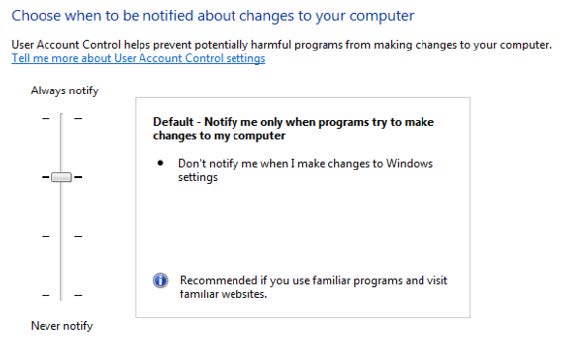 Choose when to be notified about changes to your computer
User Account Control helps prevent potentially harmful programs from making changes to your computer.
Tell me more about User Account Control settings
Always notify
Default - Notify me only when programs try to make
changes to my computer
• Don't notify me when I make changes to Windows
settings
Recommended if you use familiar programs and visit
familiar websites.
Never notify